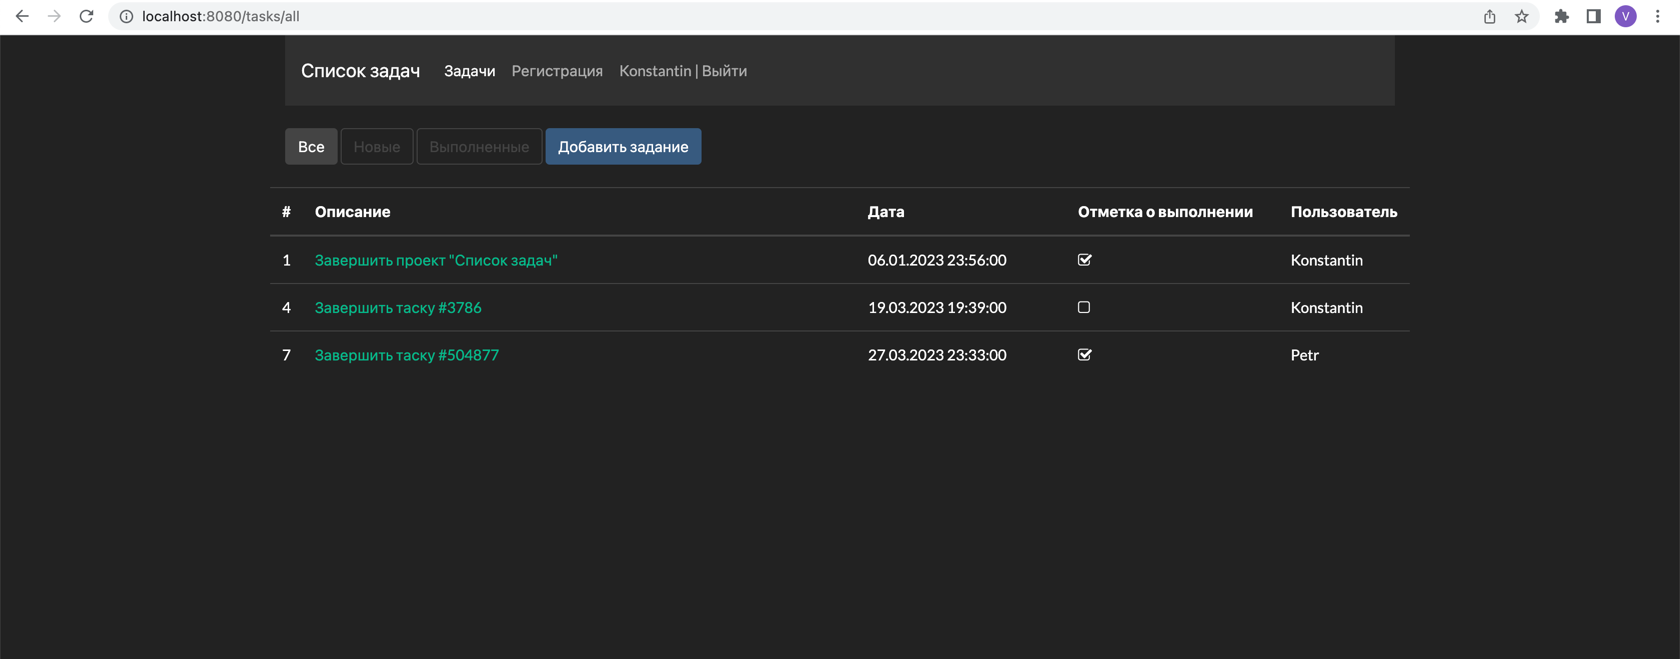 localhost:8080/tasks/all
V
Список задач Задачи Регистрация Konstantin | Выйти
Все Новые Выполненные Добавить задание
# Описание Дата Отметка о выполнении Пользователь
1 Завершить проект "Список задач" 06.01.2023 23:56:00 Konstantin
4 Завершить таску #3786 19.03.2023 19:39:00 Konstantin
7 Завершить таску #504877 27.03.2023 23:33:00 Petr